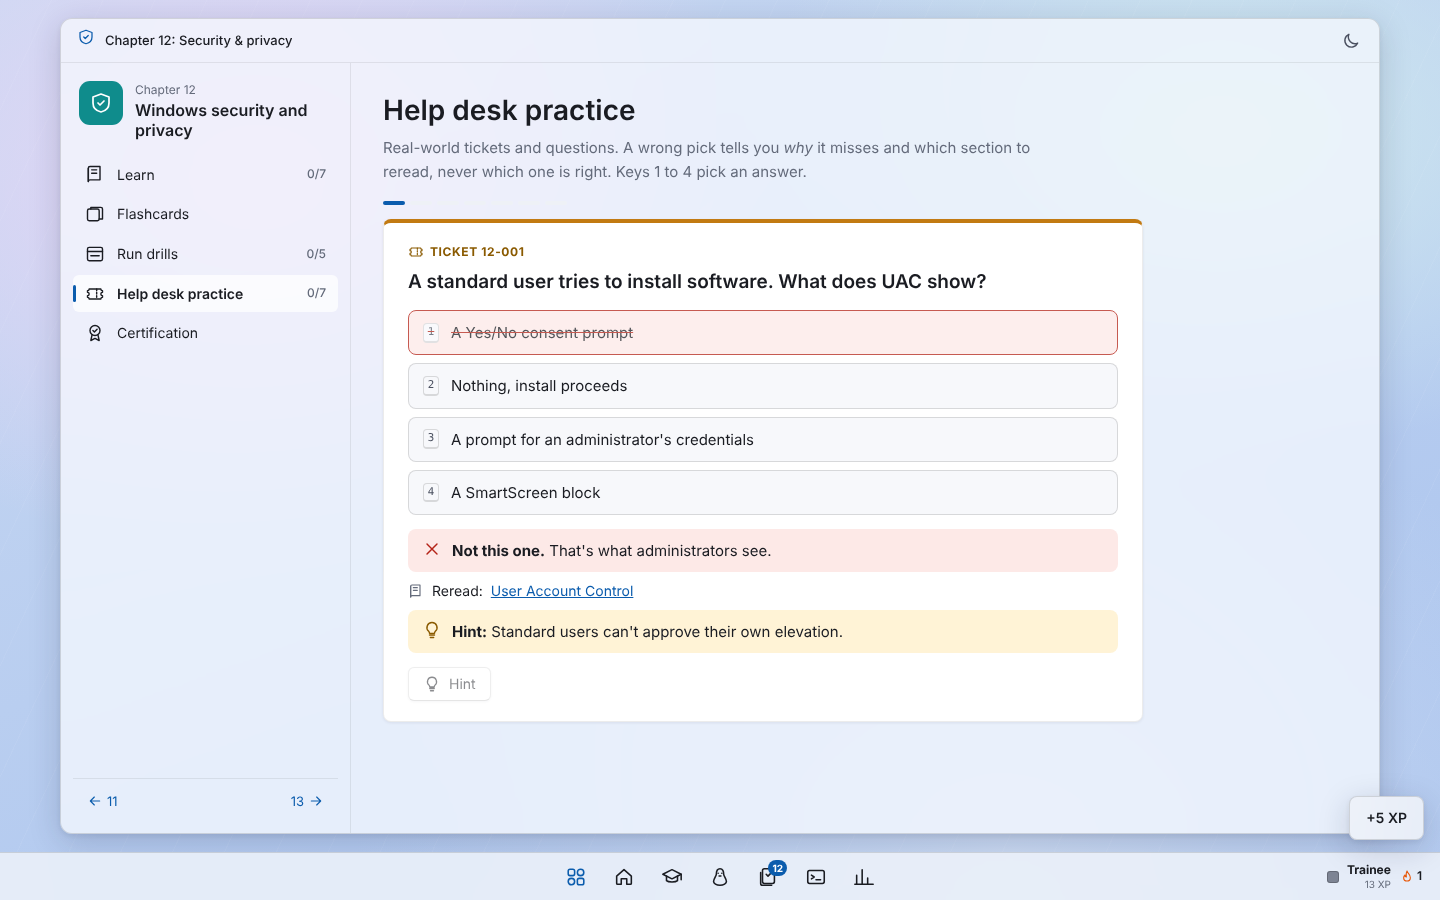 Chapter 12: Security & privacy
Chapter 12
Windows security and
privacy
Learn 0/7
Flashcards
Run drills 0/5
Help desk practice 0/7
Certification
← 11 13 →
Help desk practice
Real-world tickets and questions. A wrong pick tells you why it misses and which section to
reread, never which one is right. Keys 1 to 4 pick an answer.
TICKET 12-001
A standard user tries to install software. What does UAC show?
1 A Yes/No consent prompt
2 Nothing, install proceeds
3 A prompt for an administrator's credentials
4 A SmartScreen block
Not this one. That's what administrators see.
Reread: User Account Control
Hint: Standard users can't approve their own elevation.
Hint
+5 XP
12
Trainee
13 XP
1